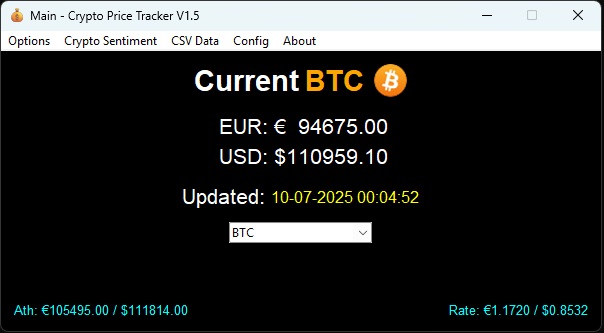 Main - Crypto Price Tracker V1.5
Options Crypto Sentiment CSV Data Config About
Current BTC
EUR: € 94675.00
USD: $110959.10
Updated: 10-07-2025 00:04:52
BTC
Ath: €105495.00 / $111814.00 Rate: €1.1720 / $0.8532